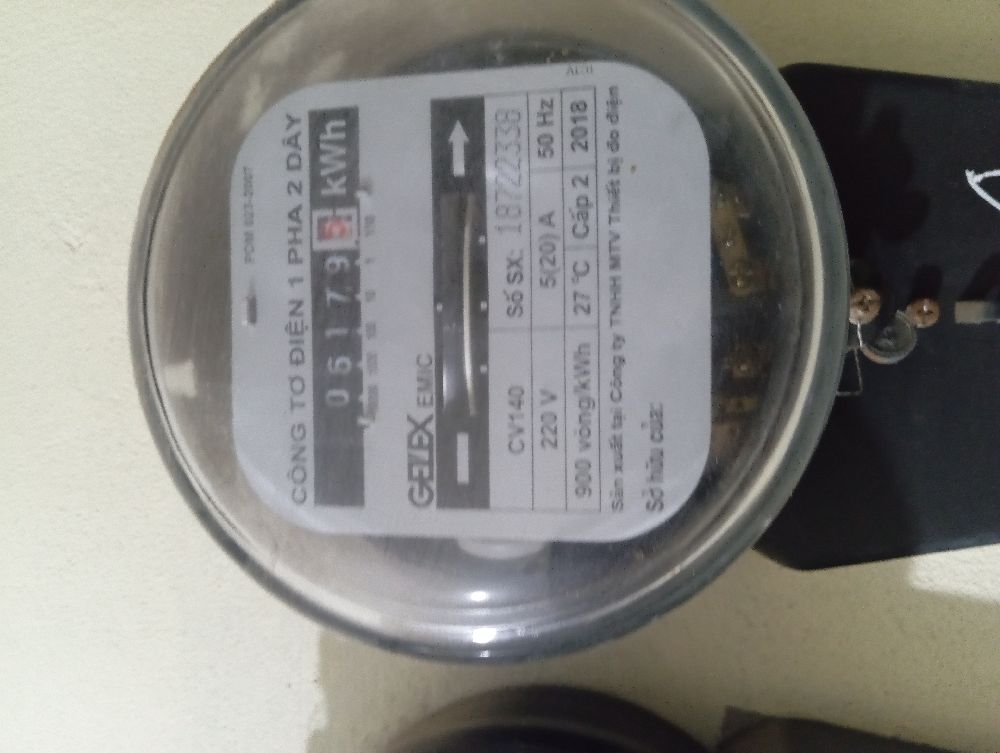 CÔNG TƠ ĐIỆN 1 PHA 2 DÂY
0 6 1 7 9 5 kWh
GELEX EMIC
CV140 Số SX: 18722338
220 V 5(20) A 50 Hz
900 vòng/kWh 27 °C Cấp 2 2018
Sản xuất tại Công ty TNHH MTV Thiết bị đo điện
Sở hữu của: